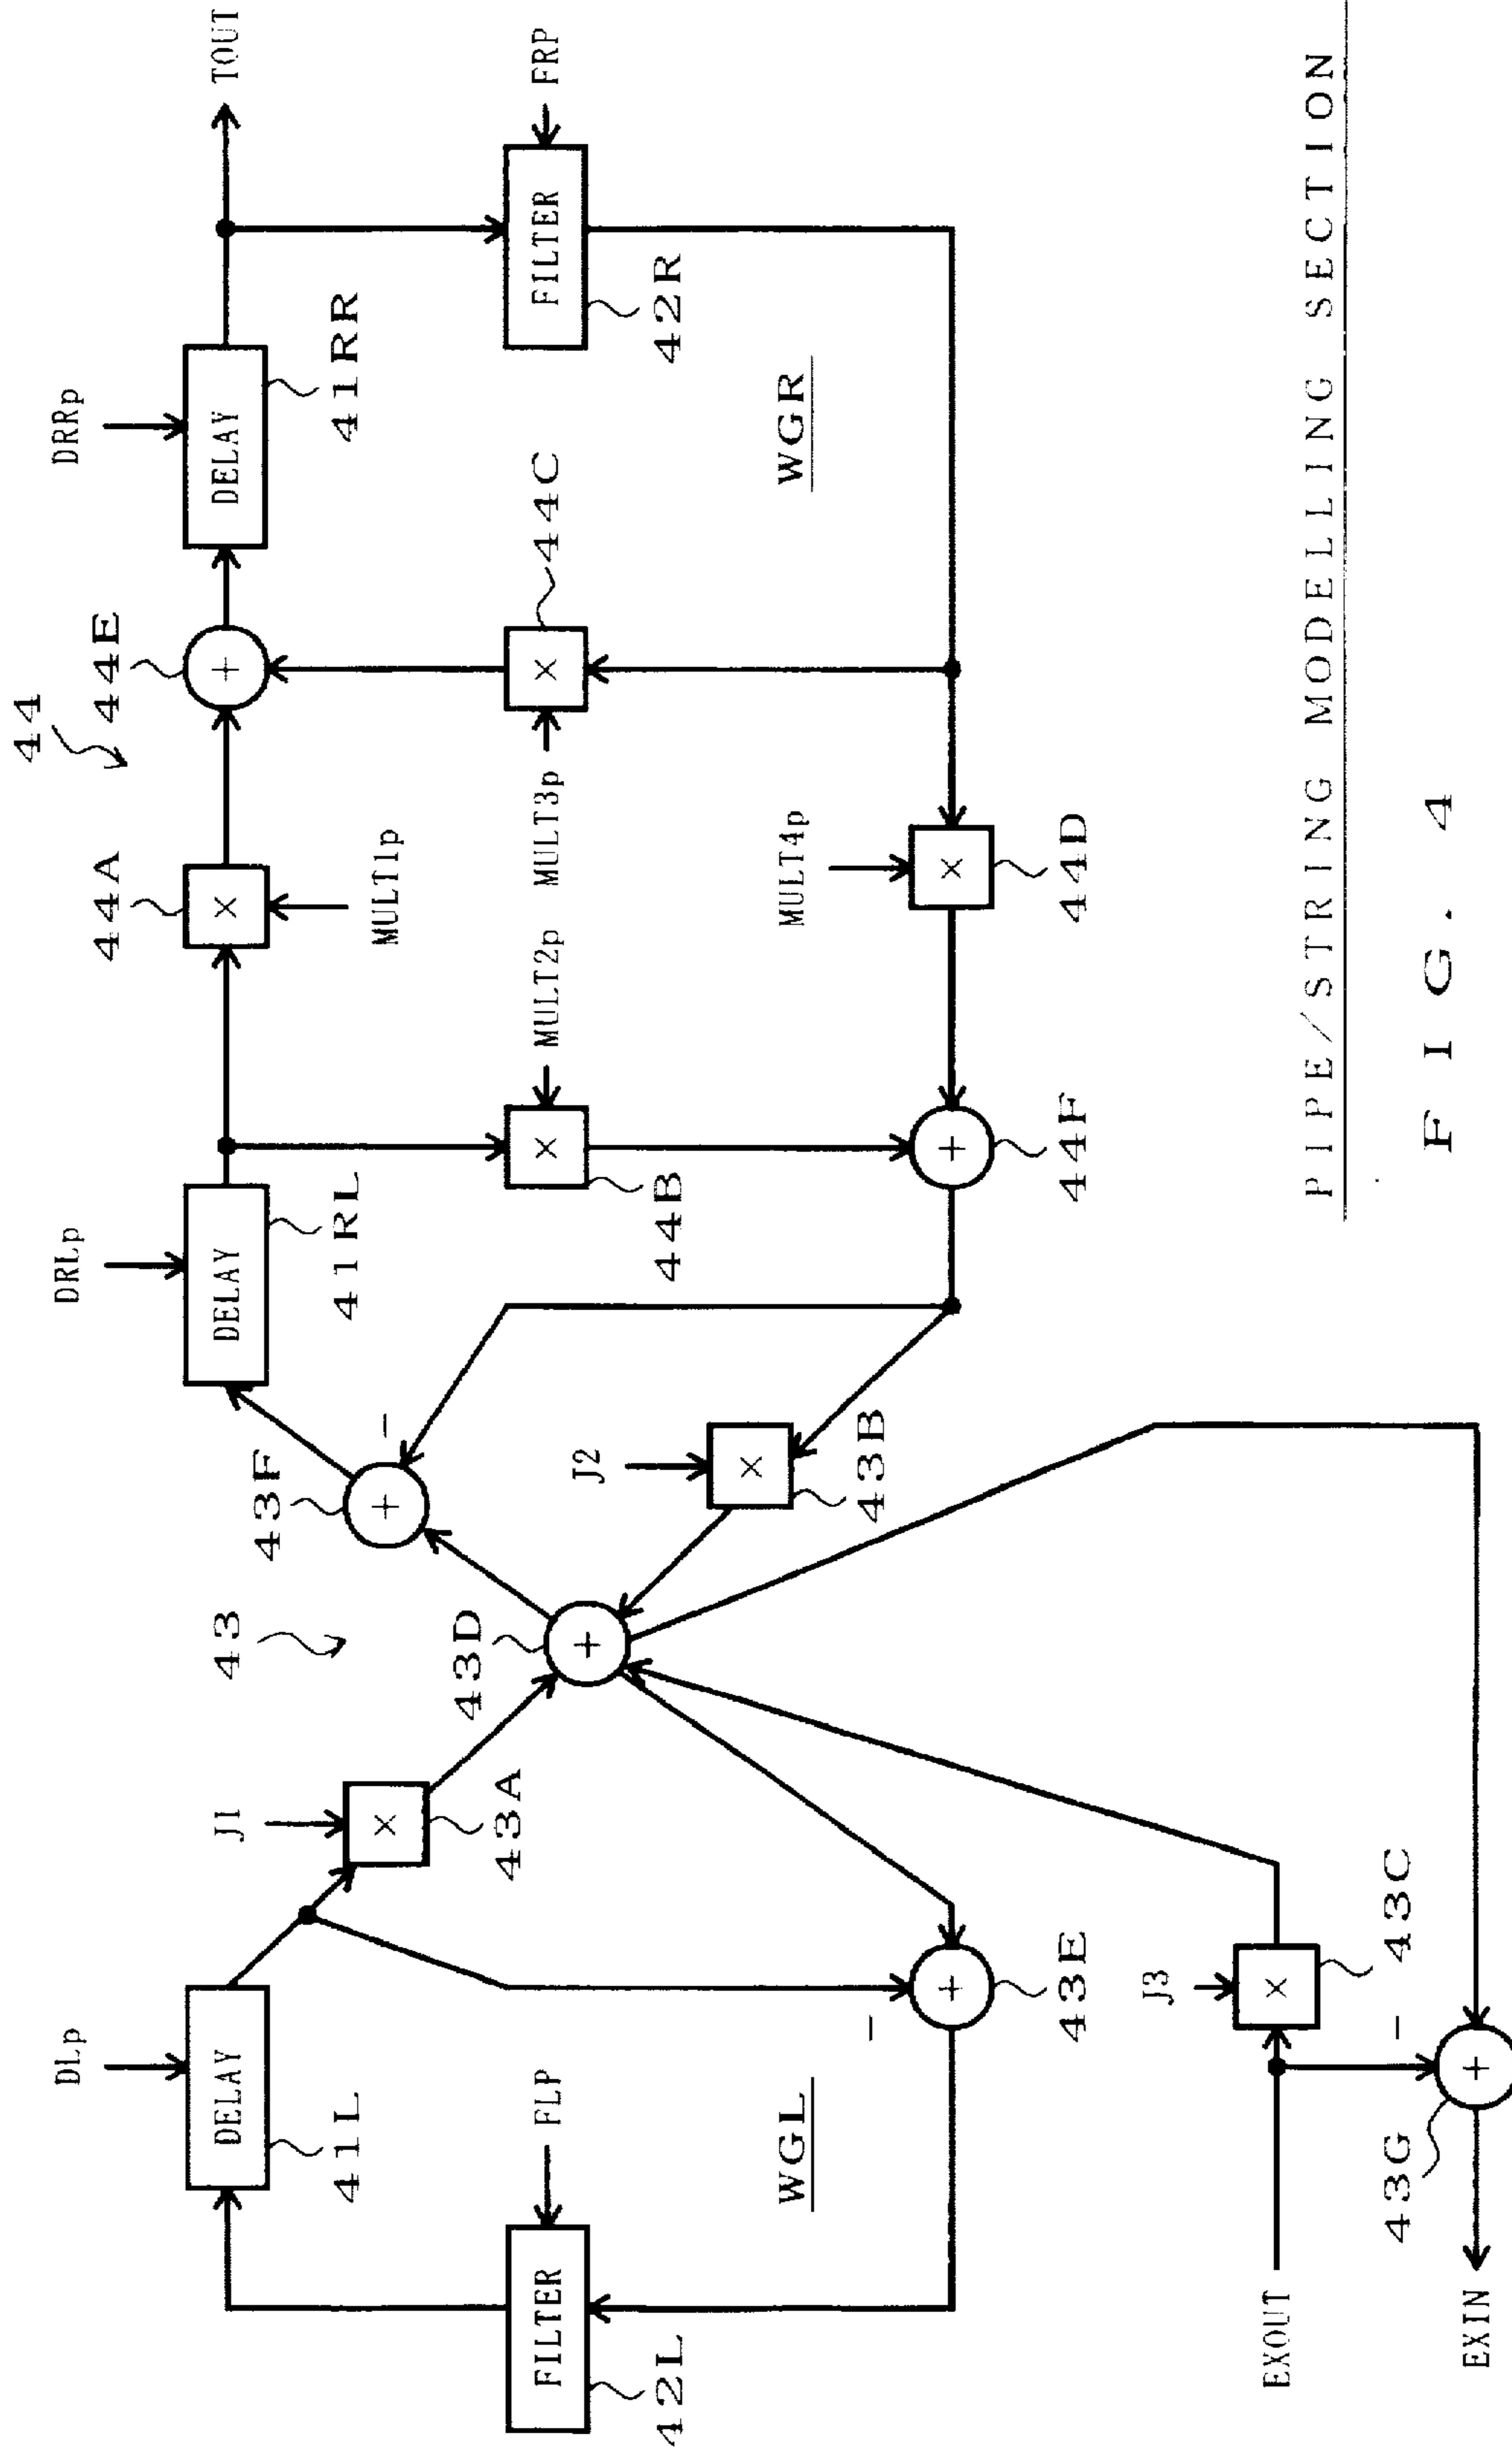 TOUT
DRRp
DELAY
41RR
FILTER
FRP
42R
WGR
44
44E
+
44C
×
MULT3p
44A
×
MULT1p
MULT2p
×
44B
MULT4p
×
44D
+
44F
DRLp
DELAY
41RL
43
43F
+
−
J2
×
43B
43D
+
J1
×
43A
DLp
DELAY
41L
FLP
FILTER
42L
WGL
+
−
43E
J3
×
43C
EXOUT
−
+
43G
EXIN
PIPE/STRING MODELLING SECTION
FIG. 4